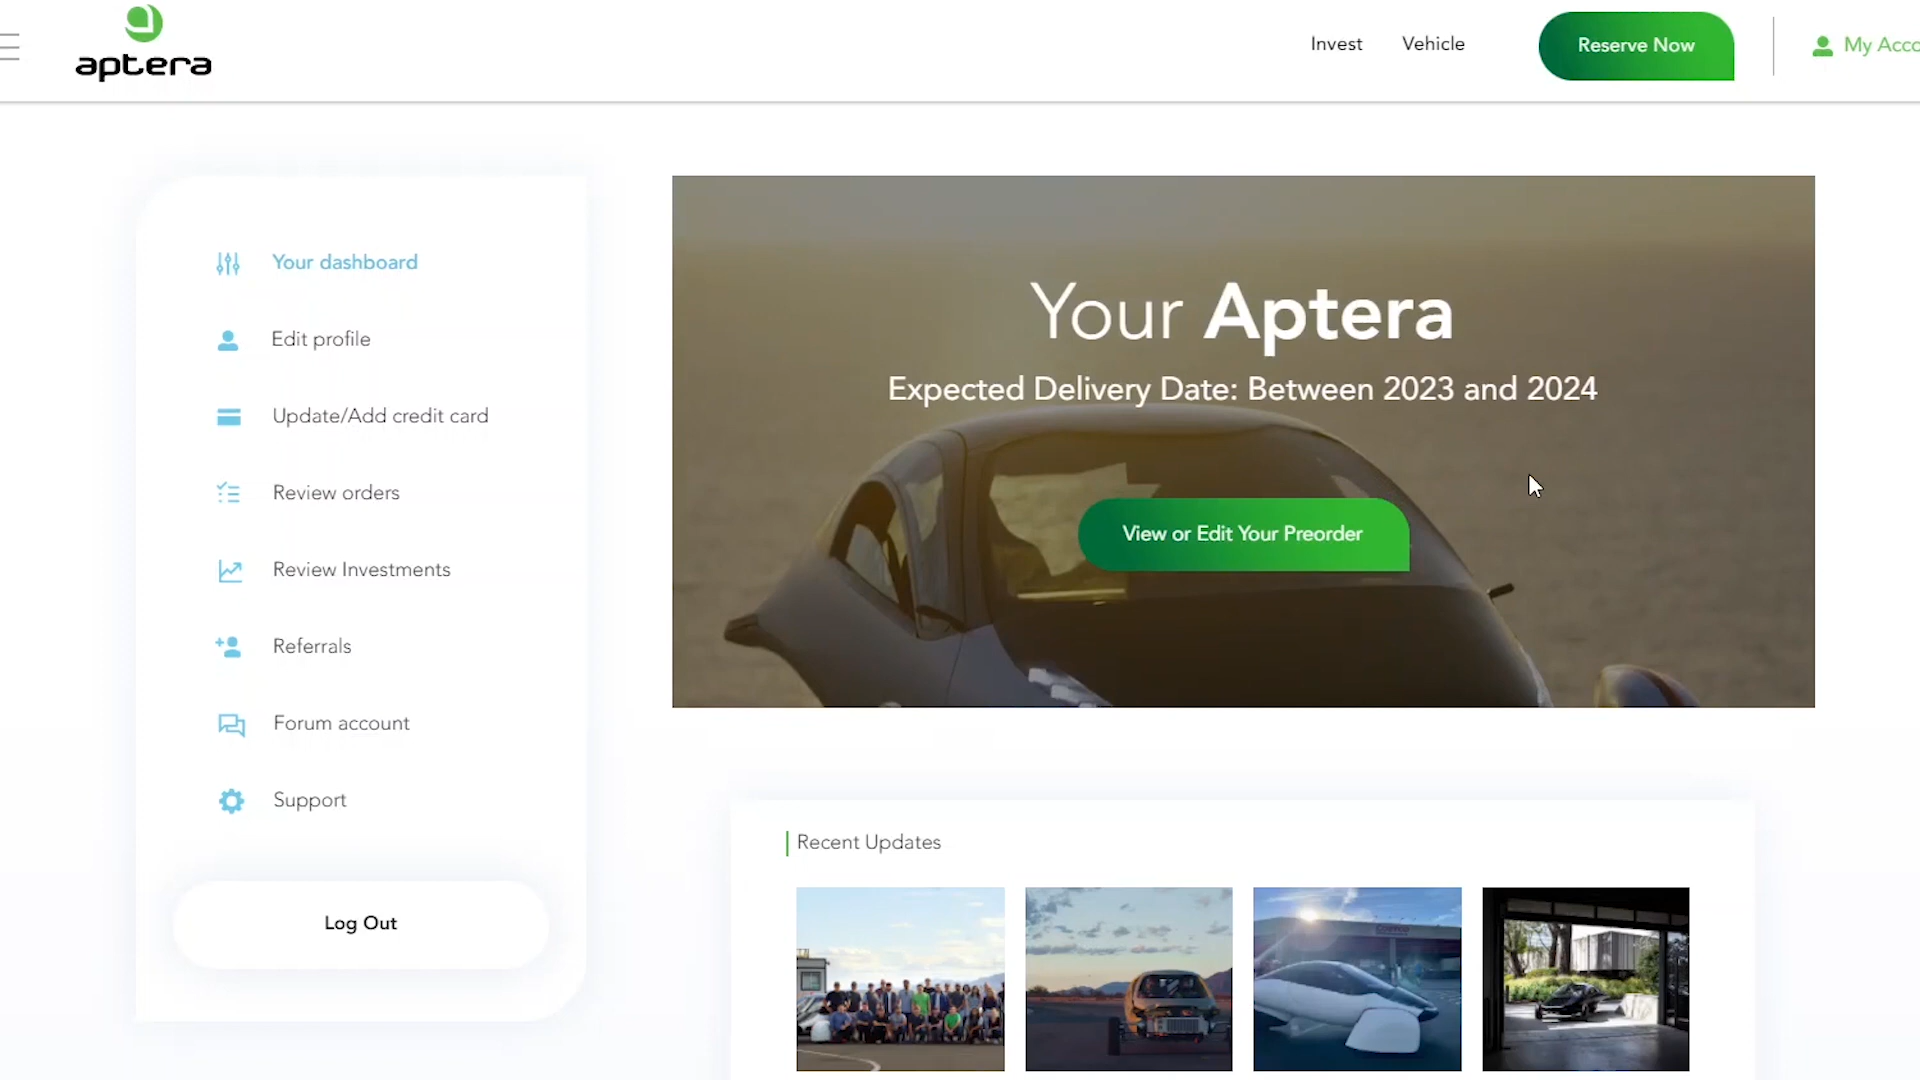 aptera
Invest
Vehicle
Reserve Now
My Acco
Your dashboard
Edit profile
Update/Add credit card
Review orders
Review Investments
Referrals
Forum account
Support
Log Out
Your Aptera
Expected Delivery Date: Between 2023 and 2024
View or Edit Your Preorder
Recent Updates